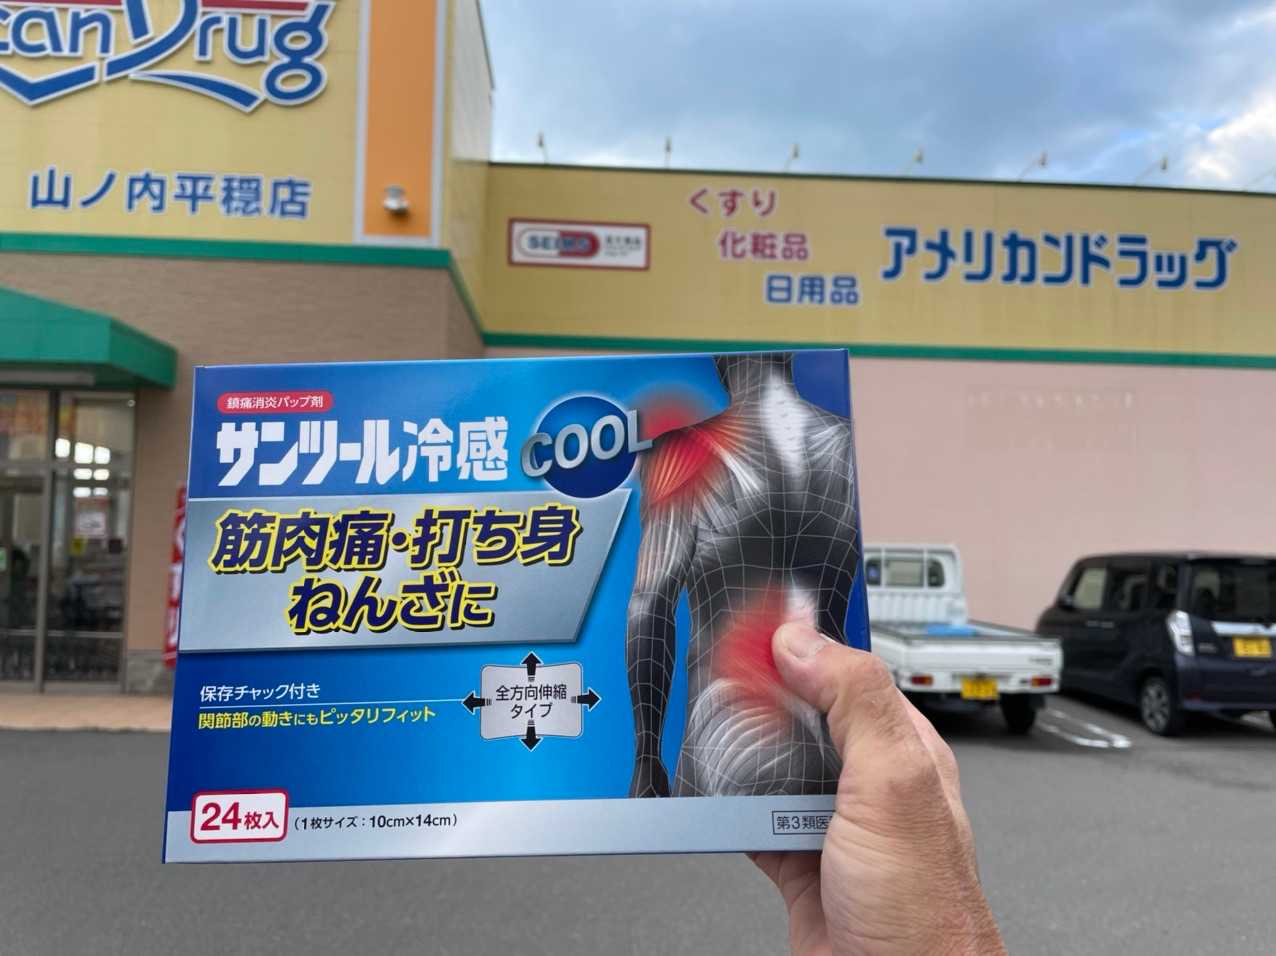 can Drug
山ノ内平穏店
くすり
化粧品
日用品
アメリカンドラッグ
鎮痛消炎パップ剤
サンツール冷感
COOL
筋肉痛・打ち身
ねんざに
保存チャック付き
関節部の動きにもピッタリフィット
全方向伸縮
タイプ
24枚入
(1枚サイズ：10cm×14cm)
第3類医